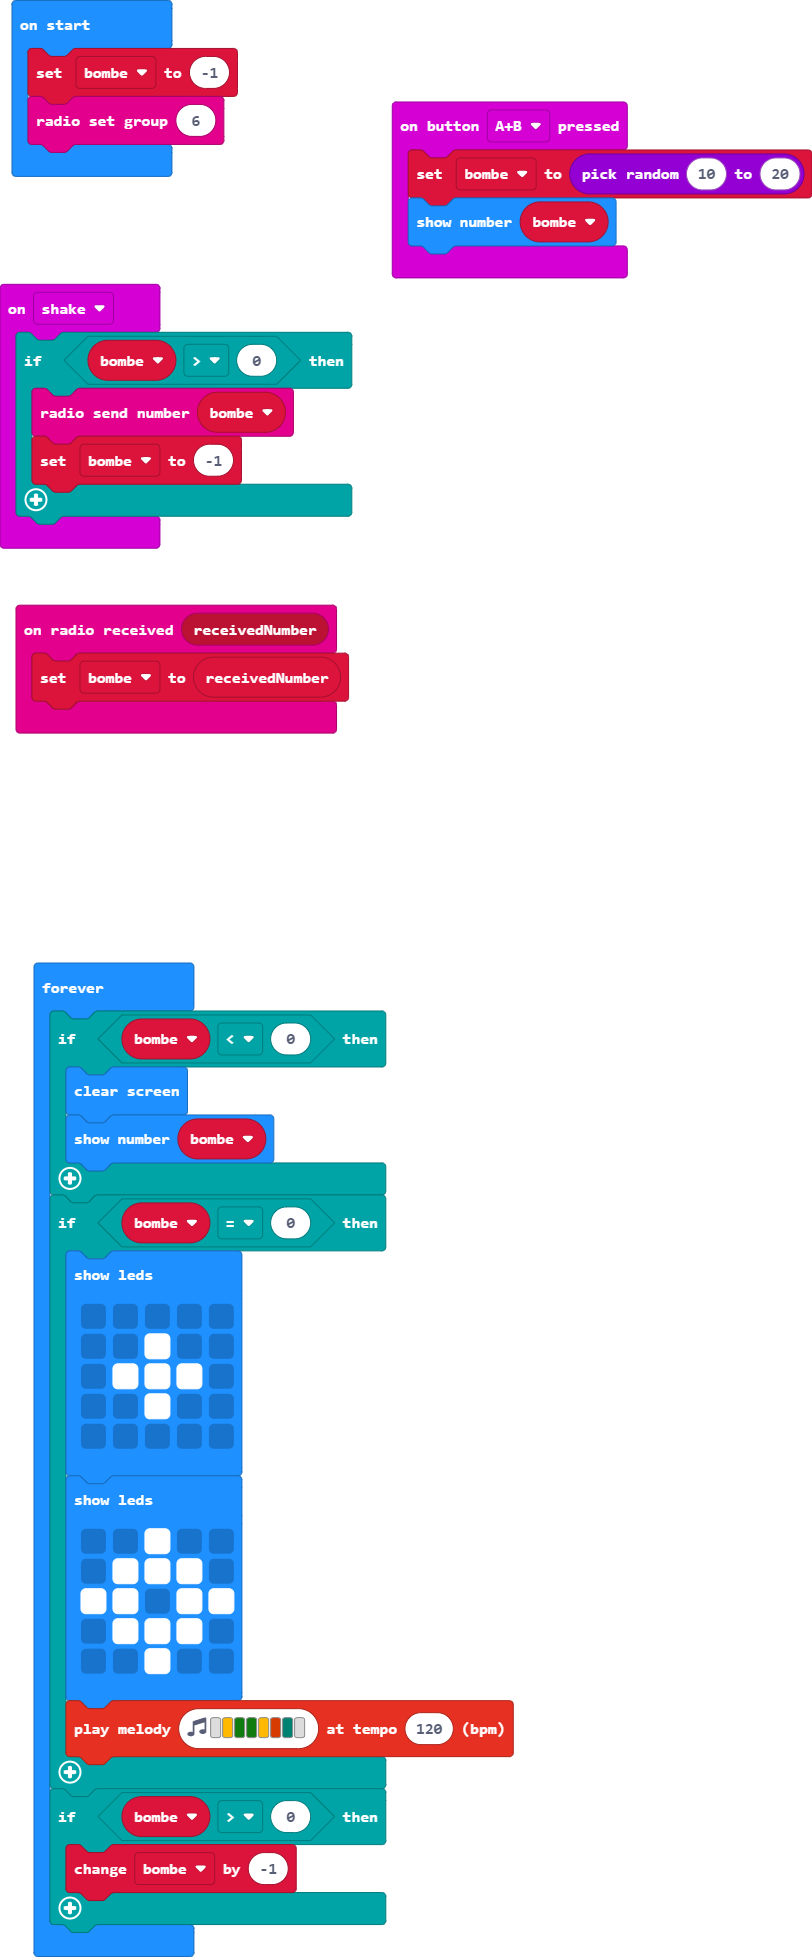 on start
set bombe to -1
radio set group 6
on button A+B pressed
set bombe to pick random 10 to 20
show number bombe
on shake
if bombe > 0 then
radio send number bombe
set bombe to -1
on radio received receivedNumber
set bombe to receivedNumber
forever
if bombe < 0 then
clear screen
show number bombe
if bombe = 0 then
show leds
show leds
play melody at tempo 120 (bpm)
if bombe > 0 then
change bombe by -1